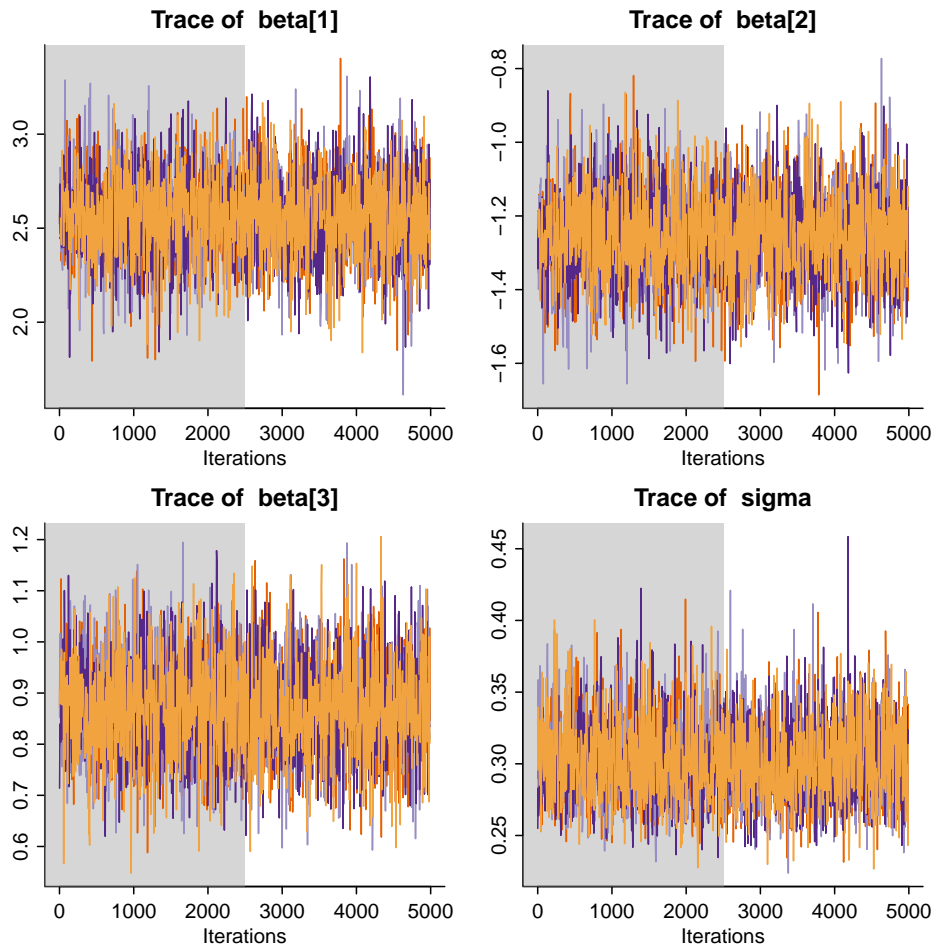 Trace of beta[1]
3.0
2.5
2.0
0 1000 2000 3000 4000 5000
Iterations
Trace of beta[2]
−0.8
−1.0
−1.2
−1.4
−1.6
0 1000 2000 3000 4000 5000
Iterations
Trace of beta[3]
1.2
1.1
1.0
0.9
0.8
0.7
0.6
0 1000 2000 3000 4000 5000
Iterations
Trace of sigma
0.45
0.40
0.35
0.30
0.25
0 1000 2000 3000 4000 5000
Iterations